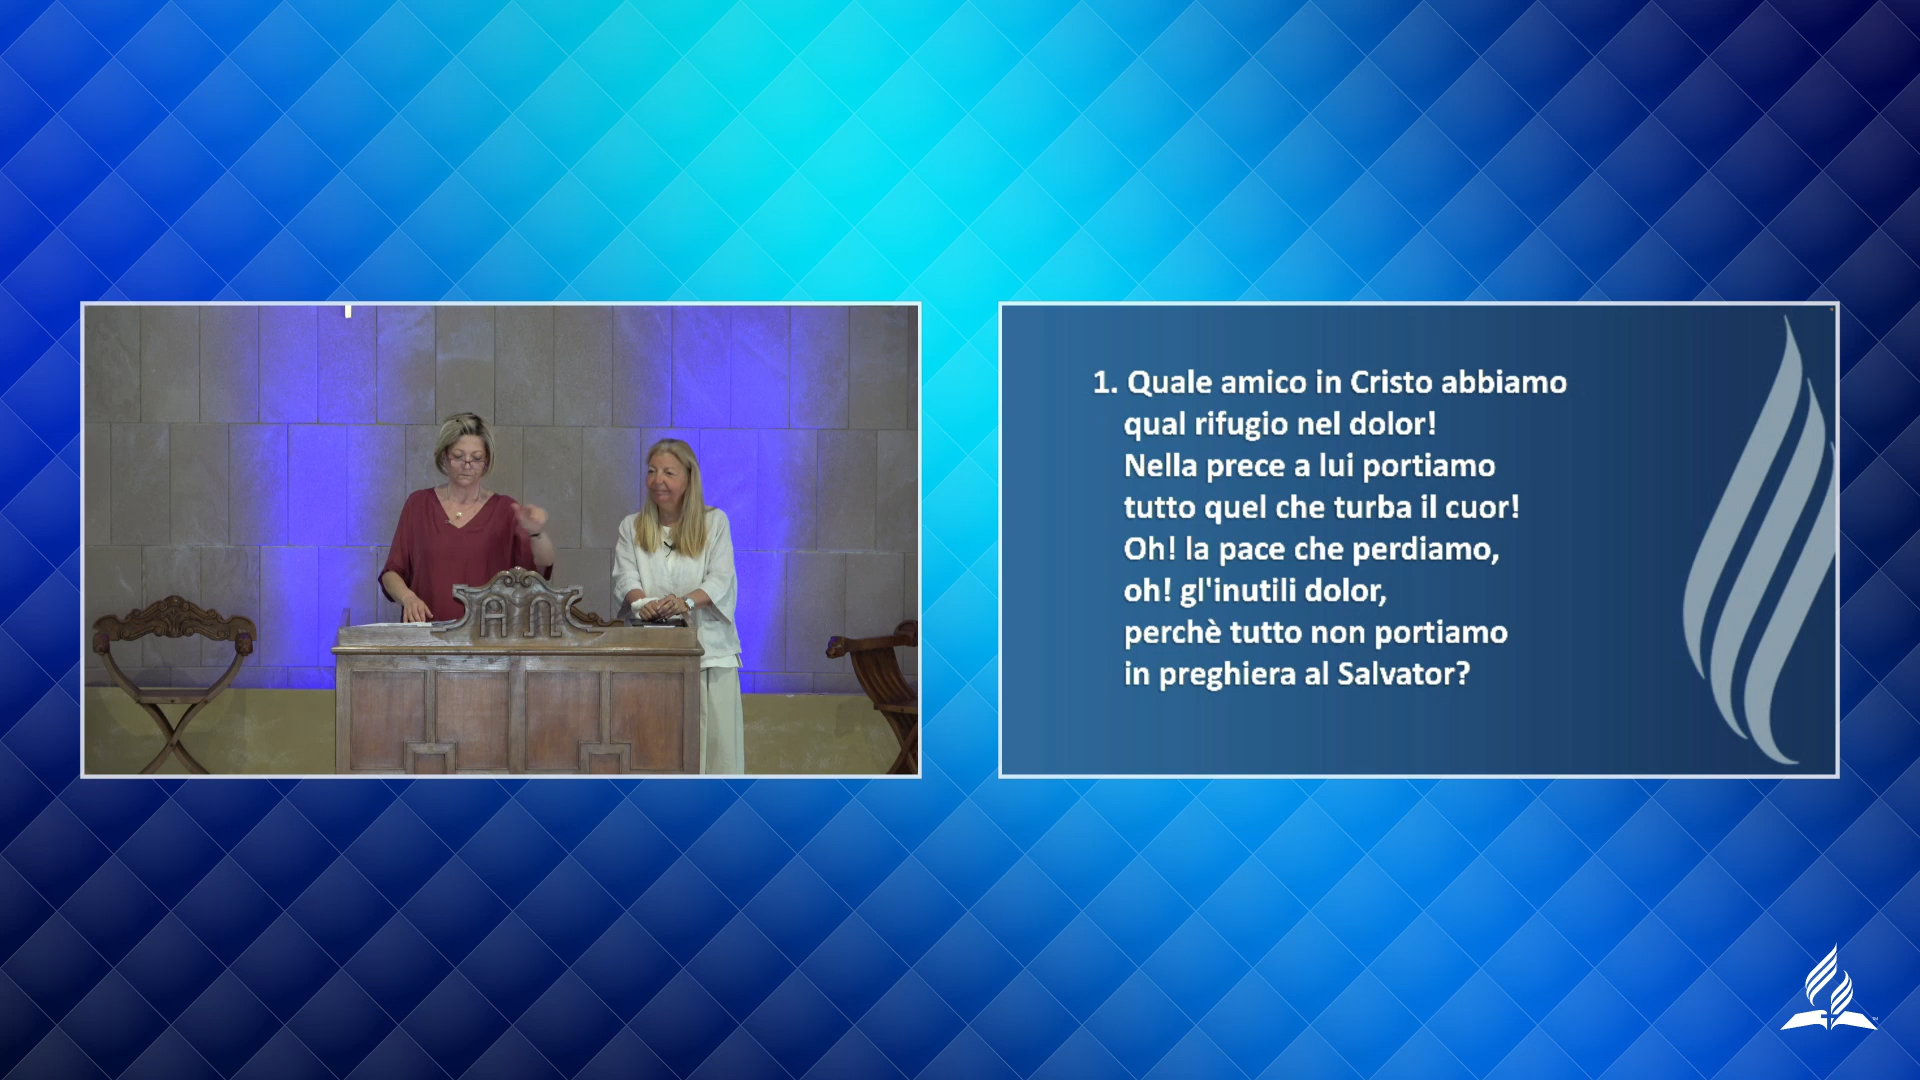 1. Quale amico in Cristo abbiamo
qual rifugio nel dolor!
Nella prece a lui portiamo
tutto quel che turba il cuor!
Oh! la pace che perdiamo,
oh! gl'inutili dolor,
perchè tutto non portiamo
in preghiera al Salvator?